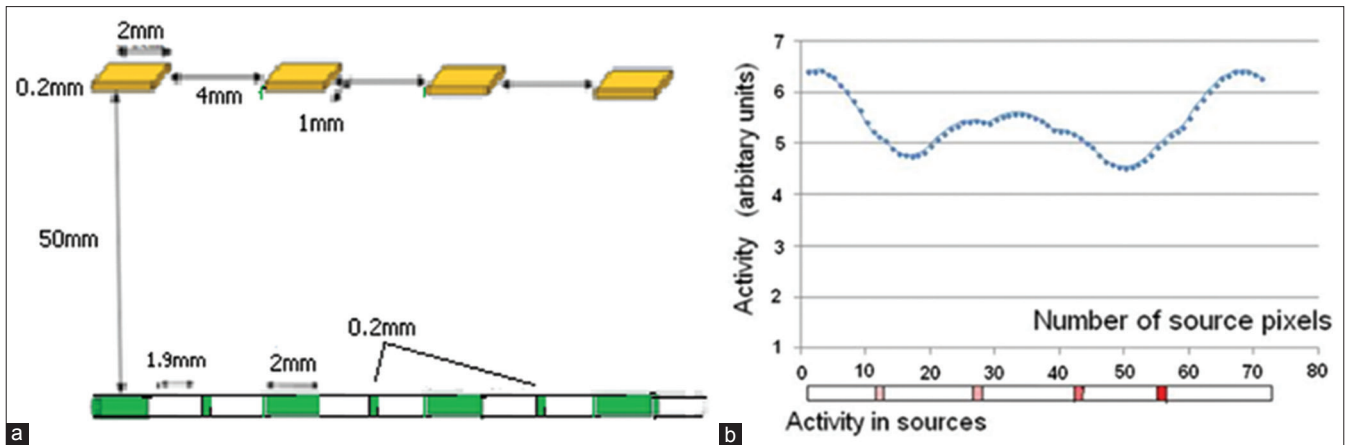 2mm
0.2mm
4mm
1mm
50mm
0.2mm
1.9mm
2mm
a
7
6
5
4
3
2
1
Activity (arbitary units)
Number of source pixels
0 10 20 30 40 50 60 70 80
Activity in sources
b